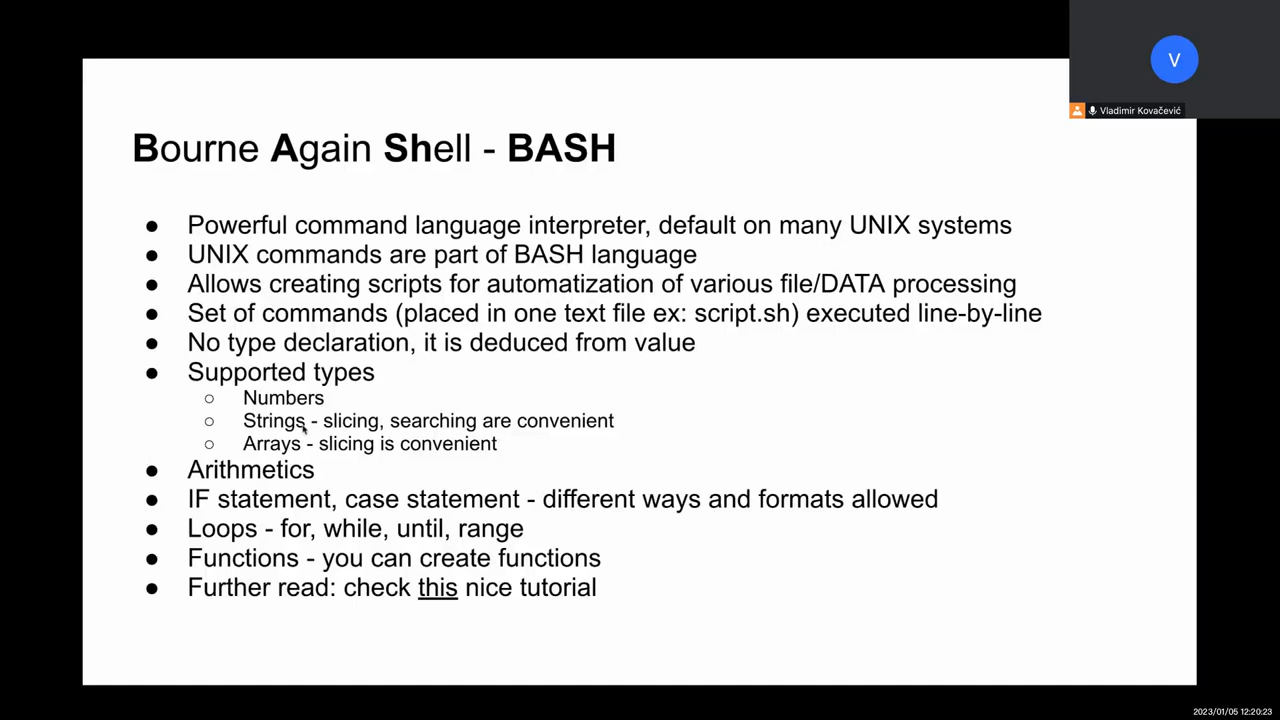 V
Vladimir Kovačević
Bourne Again Shell - BASH
● Powerful command language interpreter, default on many UNIX systems
● UNIX commands are part of BASH language
● Allows creating scripts for automatization of various file/DATA processing
● Set of commands (placed in one text file ex: script.sh) executed line-by-line
● No type declaration, it is deduced from value
● Supported types
○ Numbers
○ Strings - slicing, searching are convenient
○ Arrays - slicing is convenient
● Arithmetics
● IF statement, case statement - different ways and formats allowed
● Loops - for, while, until, range
● Functions - you can create functions
● Further read: check this nice tutorial
2023/01/05 12:20:23